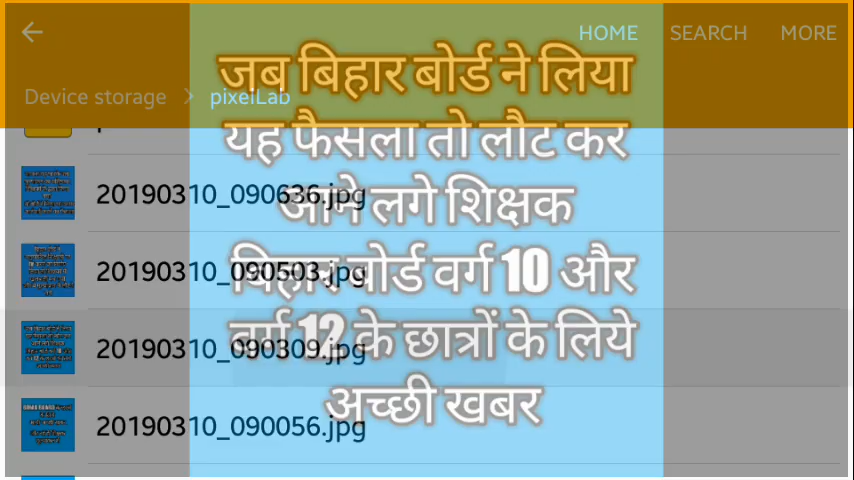 HOME SEARCH MORE
Device storage > pixelLab
जब बिहार बोर्ड ने लिया
यह फैसला तो लौट कर
आने लगे शिक्षक
बिहार बोर्ड वर्ग 10 और
वर्ग 12 के छात्रों के लिये
अच्छी खबर
20190310_090636.jpg
20190310_090503.jpg
20190310_090309.jpg
20190310_090056.jpg